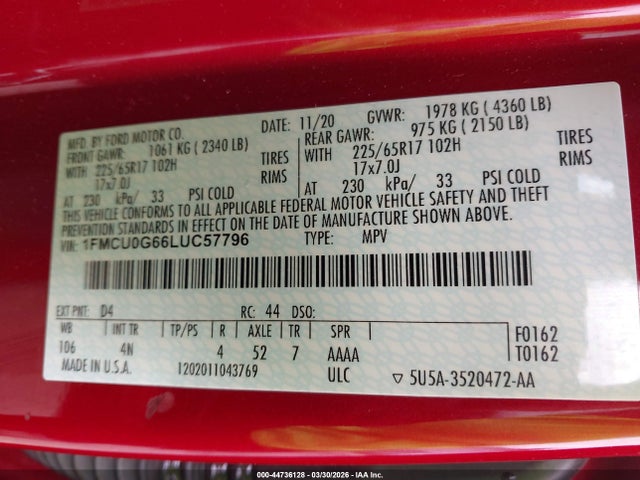 MFD. BY FORD MOTOR CO.
DATE: 11/20 GVWR: 1978 KG ( 4360 LB)
FRONT GAWR: 1061 KG ( 2340 LB) REAR GAWR: 975 KG ( 2150 LB)
WITH 225/65R17 102H TIRES WITH 225/65R17 102H TIRES
17x7.0J RIMS 17x7.0J RIMS
AT 230 kPa/ 33 PSI COLD AT 230 kPa/ 33 PSI COLD
THIS VEHICLE CONFORMS TO ALL APPLICABLE FEDERAL MOTOR VEHICLE SAFETY AND THEFT
PREVENTION STANDARDS IN EFFECT ON THE DATE OF MANUFACTURE SHOWN ABOVE.
VIN: 1FMCU0G66LUC57796 TYPE: MPV
EXT PNT: D4 RC: 44 DSO:
WB INT TR TP/PS R AXLE TR SPR F0162
106 4N 4 52 7 AAAA T0162
MADE IN U.S.A. 1202011043769 ULC ▽ 5U5A-3520472-AA
000-44736128 - 03/30/2026 - IAA Inc.